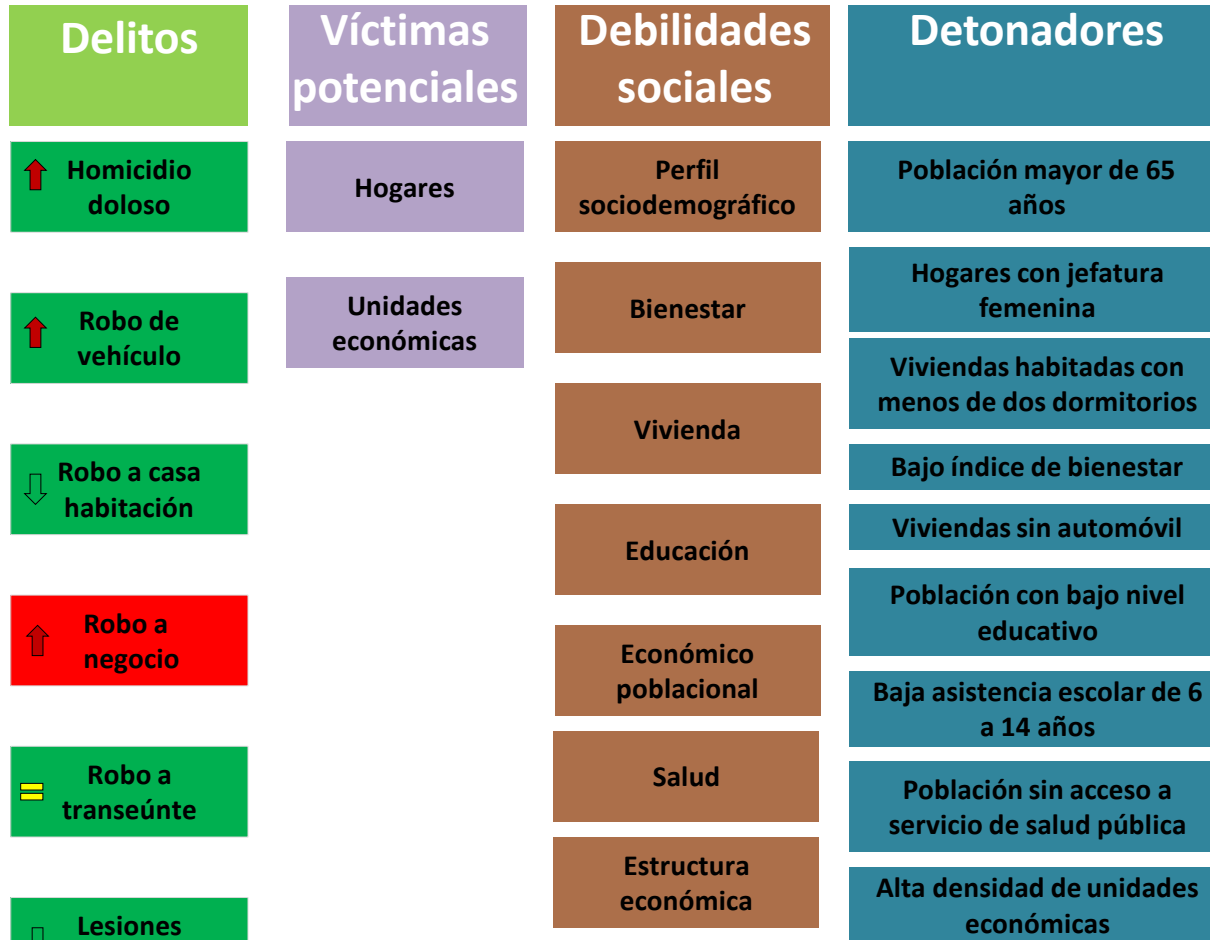 Delitos
Homicidio
doloso
Robo de
vehículo
Robo a casa
habitación
Robo a
negocio
=
Robo a
transeúnte
Lesiones
Víctimas
potenciales
Hogares
Unidades
económicas
Debilidades
sociales
Perfil
sociodemográfico
Bienestar
Vivienda
Educación
Económico
poblacional
Salud
Estructura
económica
Detonadores
Población mayor de 65
años
Hogares con jefatura
femenina
Viviendas habitadas con
menos de dos dormitorios
Bajo índice de bienestar
Viviendas sin automóvil
Población con bajo nivel
educativo
Baja asistencia escolar de 6
a 14 años
Población sin acceso a
servicio de salud pública
Alta densidad de unidades
económicas